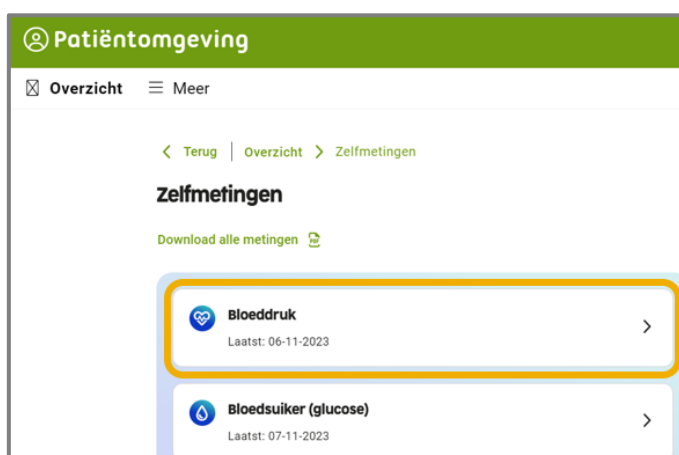 Patiëntomgeving
Overzicht Meer
Terug Overzicht Zelfmetingen
Zelfmetingen
Download alle metingen
Bloeddruk
Laatst: 06-11-2023
Bloedsuiker (glucose)
Laatst: 07-11-2023